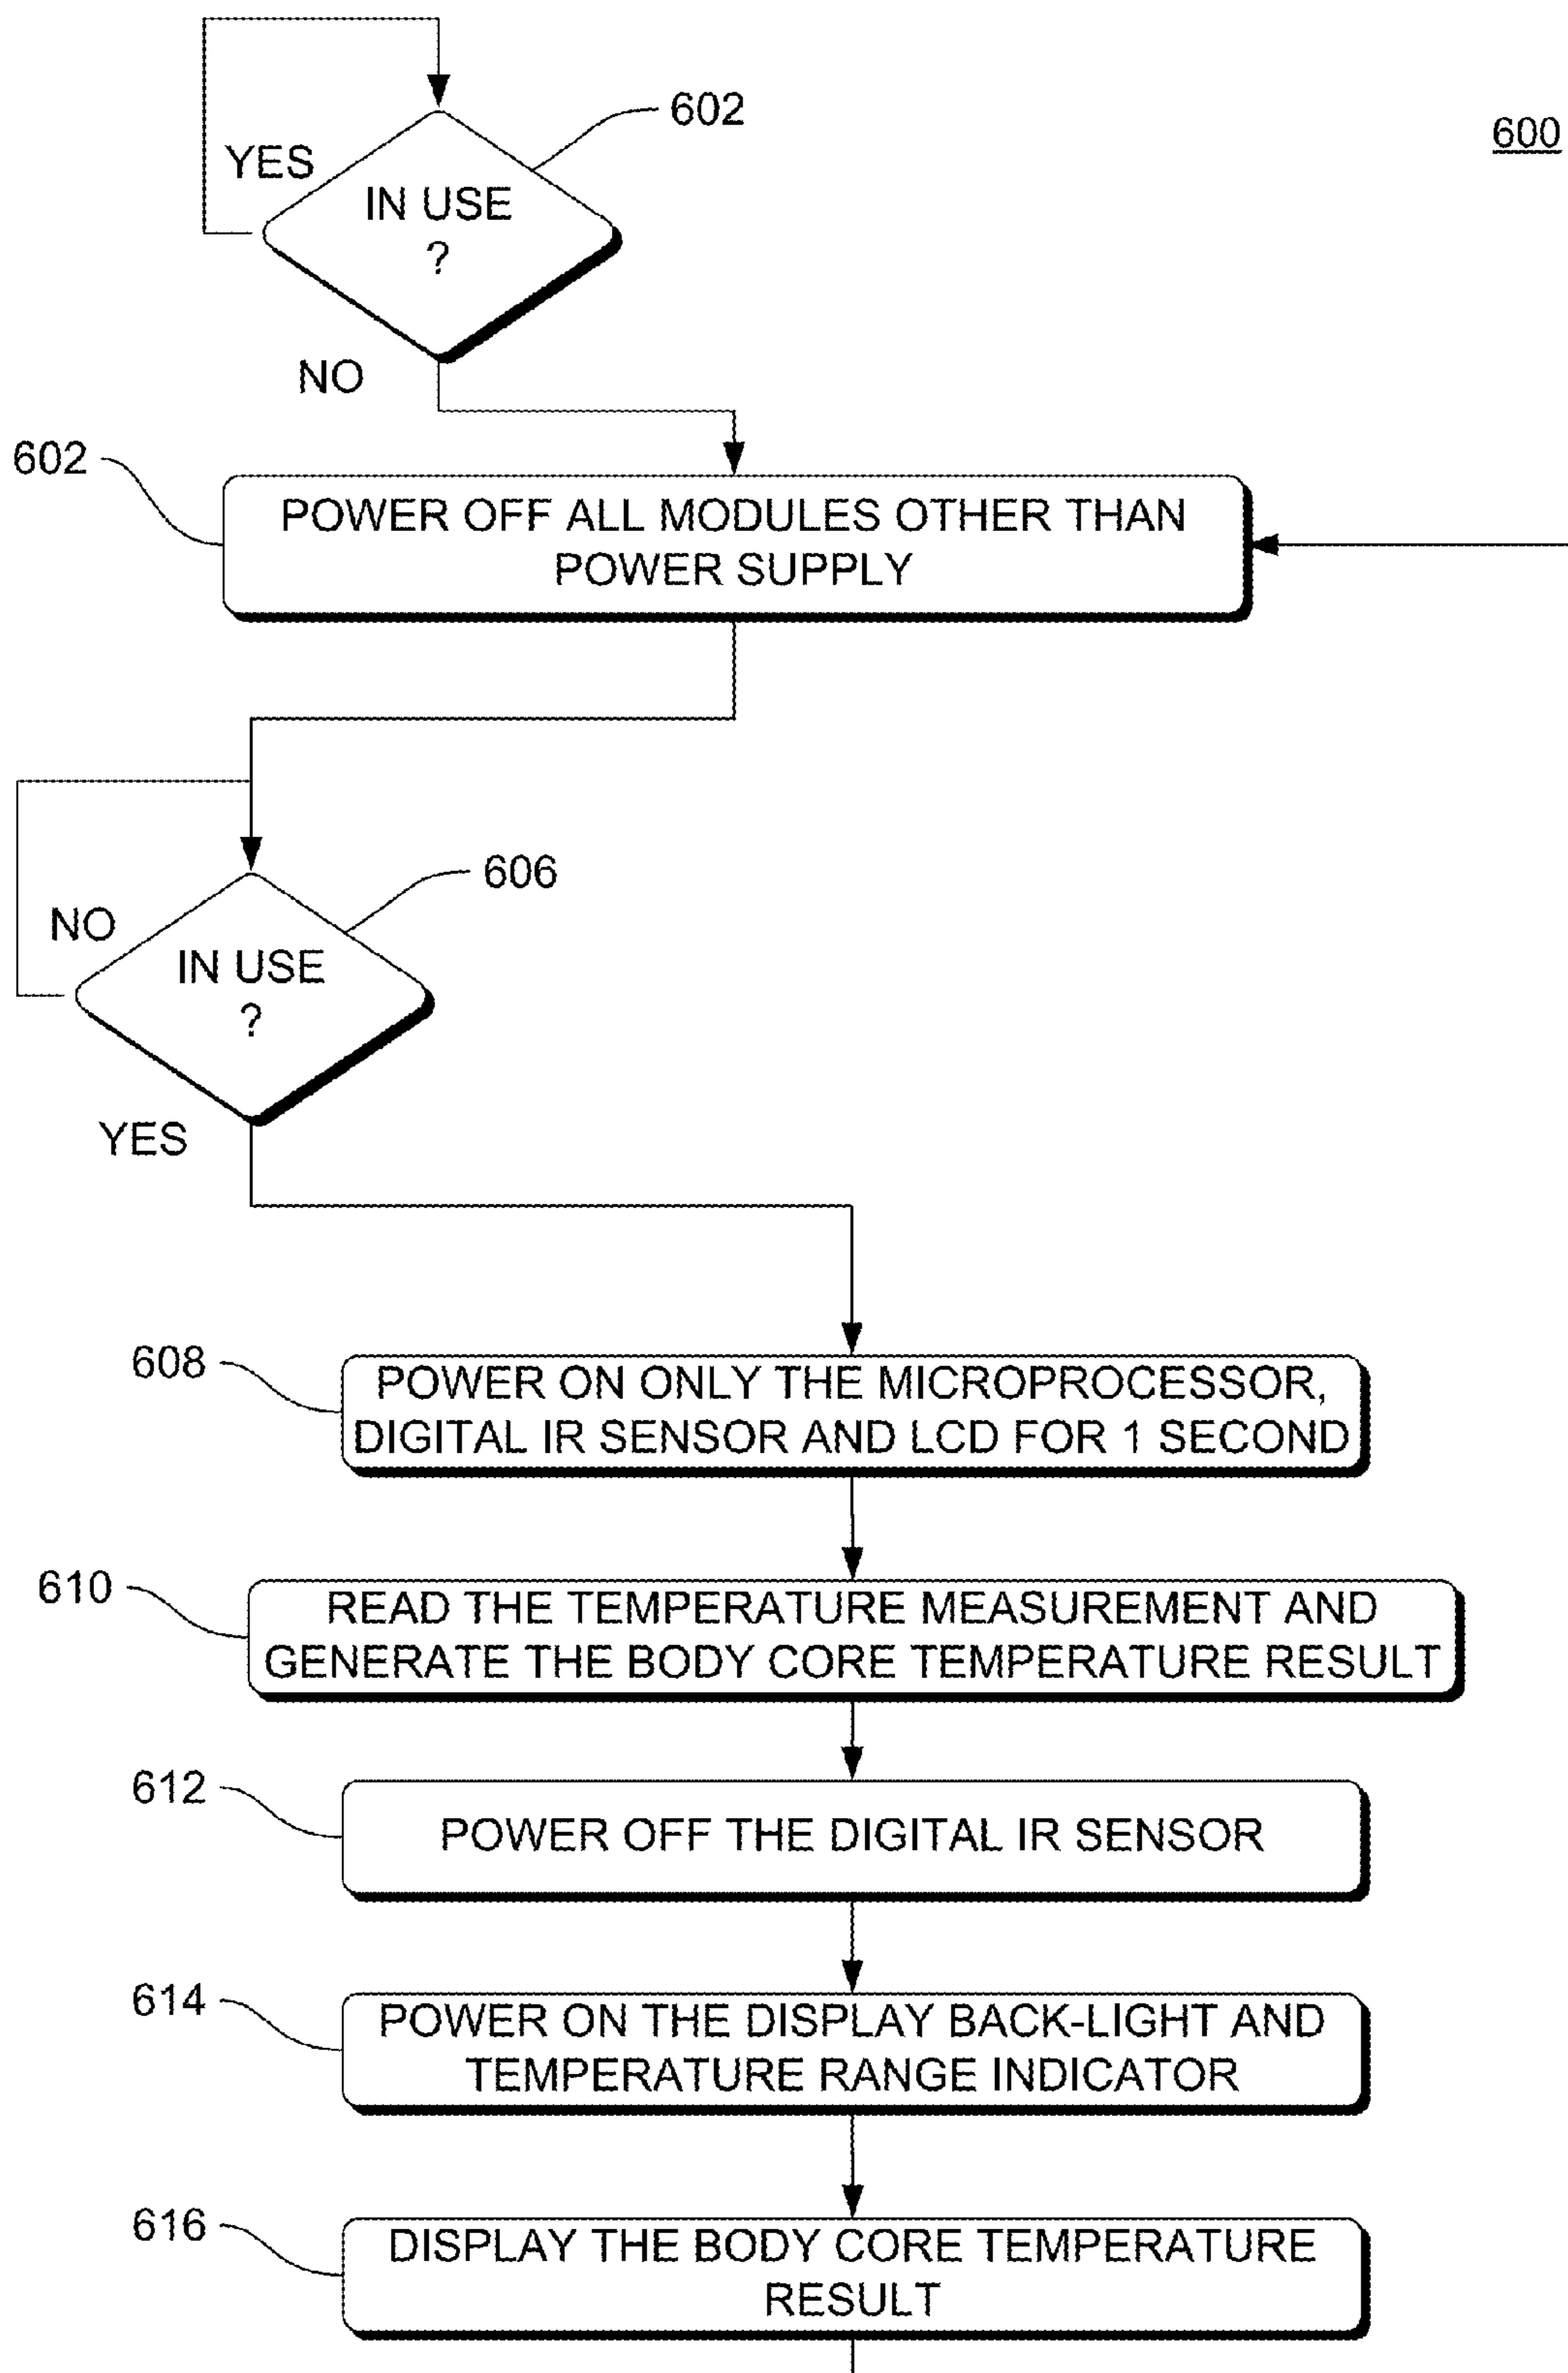 602
600
YES
IN USE
?
NO
602
POWER OFF ALL MODULES OTHER THAN
POWER SUPPLY
606
NO
IN USE
?
YES
608
POWER ON ONLY THE MICROPROCESSOR,
DIGITAL IR SENSOR AND LCD FOR 1 SECOND
610
READ THE TEMPERATURE MEASUREMENT AND
GENERATE THE BODY CORE TEMPERATURE RESULT
612
POWER OFF THE DIGITAL IR SENSOR
614
POWER ON THE DISPLAY BACK-LIGHT AND
TEMPERATURE RANGE INDICATOR
616
DISPLAY THE BODY CORE TEMPERATURE
RESULT